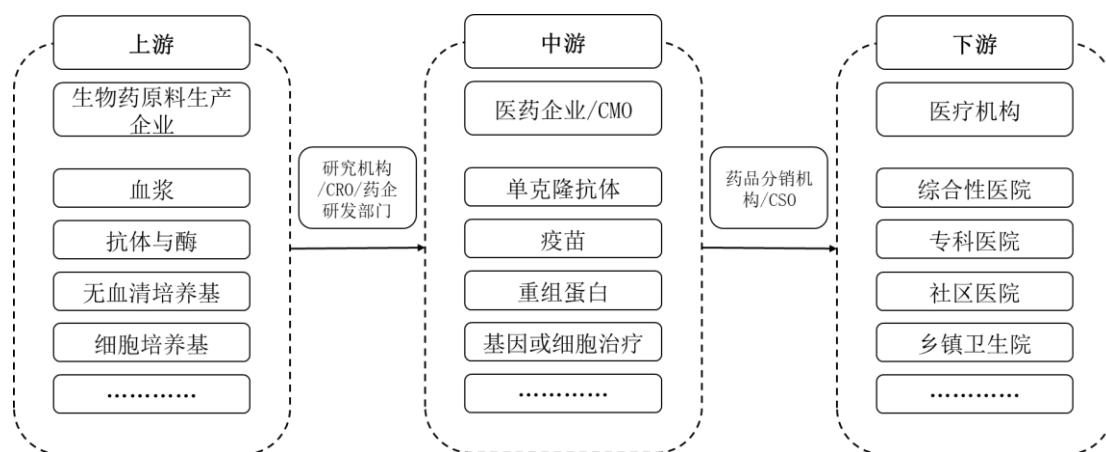 上游
生物药原料生产
企业
血浆
抗体与酶
无血清培养基
细胞培养基
…………
研究机构
/CRO/药企
研发部门
中游
医药企业/CMO
单克隆抗体
疫苗
重组蛋白
基因或细胞治疗
…………
药品分销机
构/CSO
下游
医疗机构
综合性医院
专科医院
社区医院
乡镇卫生院
…………